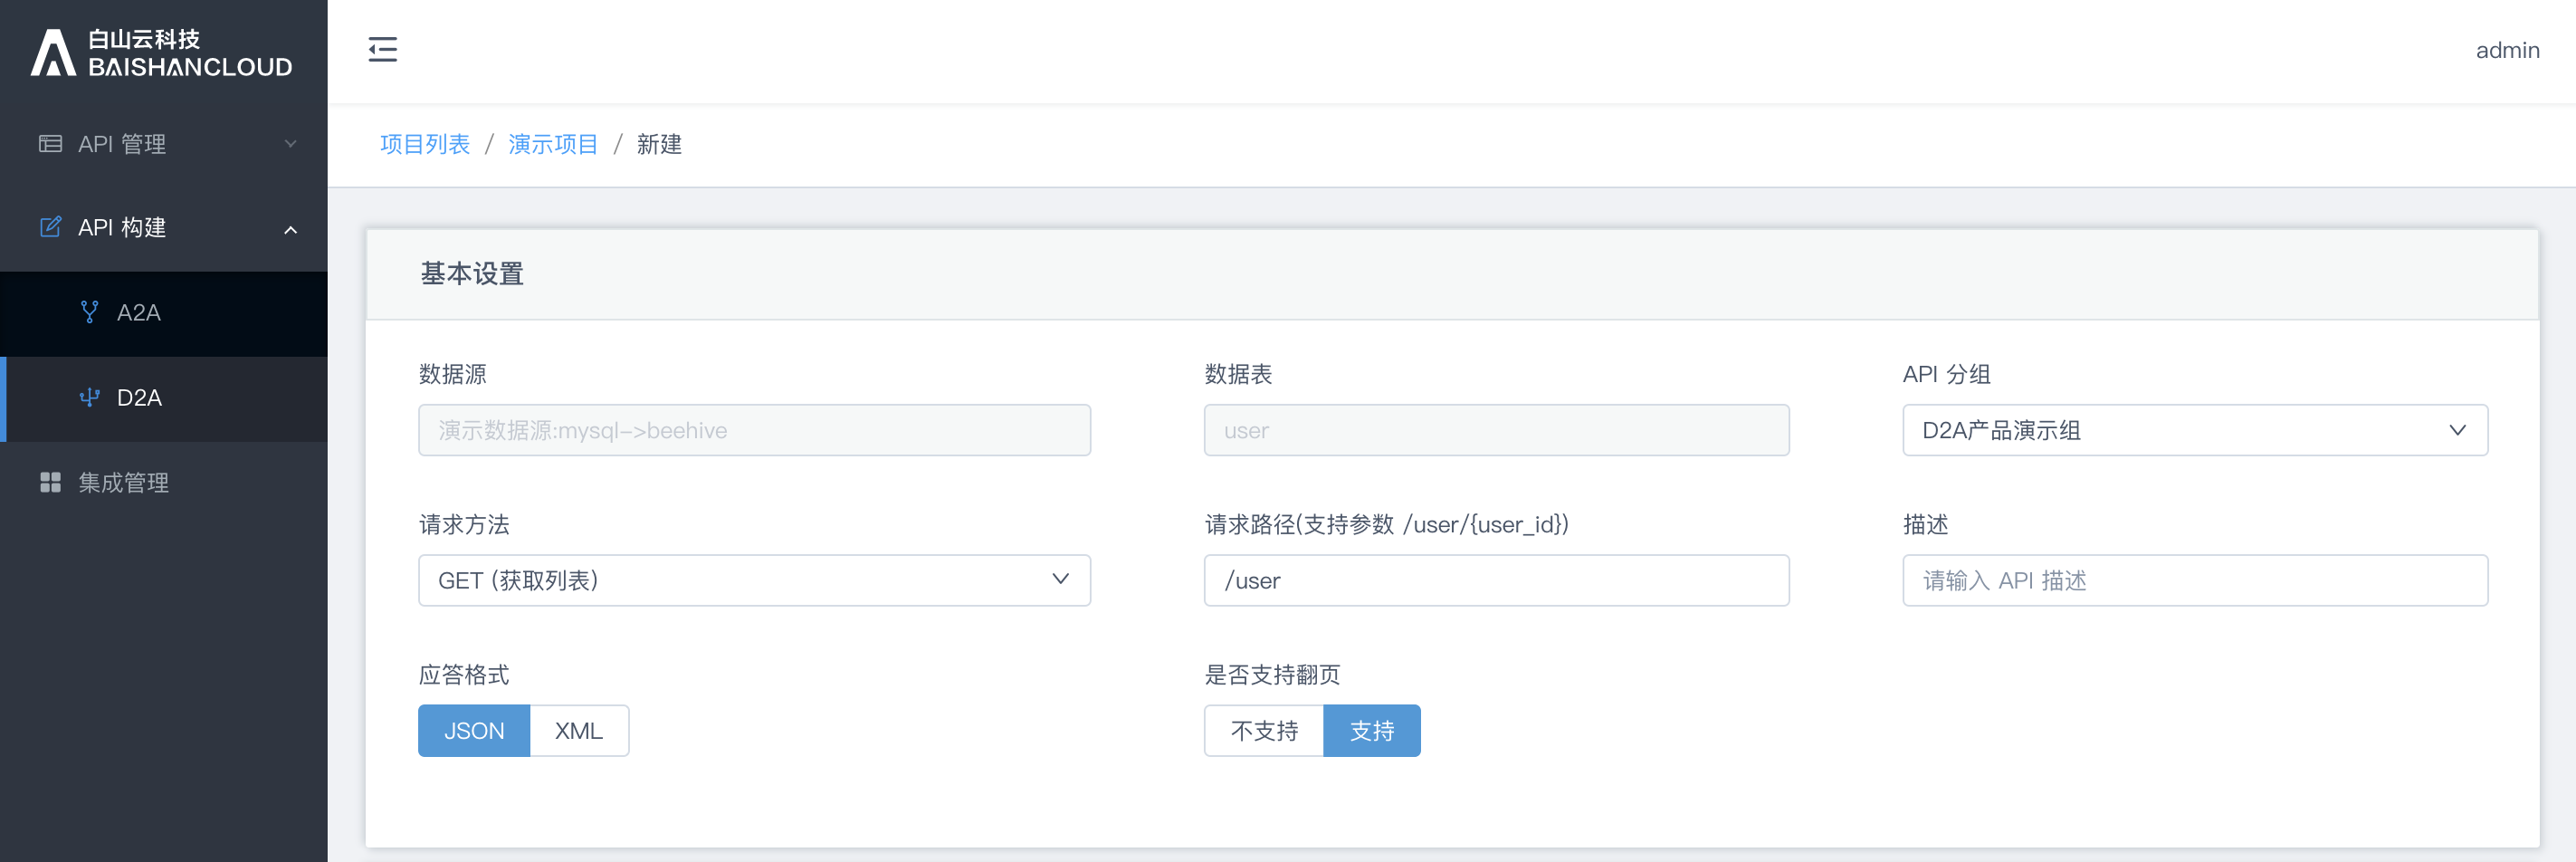 白山云科技
BAISHANCLOUD
API 管理
API 构建
A2A
D2A
集成管理
admin
项目列表 / 演示项目 / 新建
基本设置
数据源
演示数据源:mysql->beehive
数据表
user
API 分组
D2A产品演示组
请求方法
GET (获取列表)
请求路径(支持参数 /user/{user_id})
/user
描述
请输入 API 描述
应答格式
JSON XML
是否支持翻页
不支持 支持